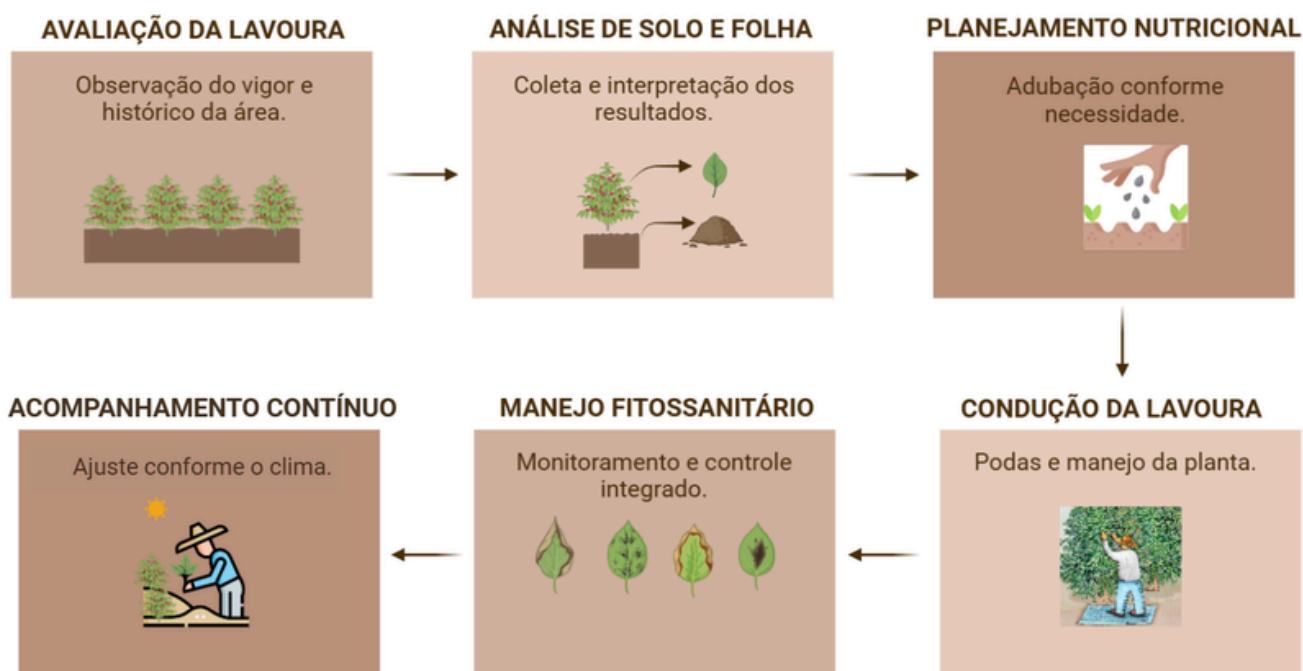 AVALIAÇÃO DA LAVOURA
Observação do vigor e
histórico da área.
ANÁLISE DE SOLO E FOLHA
Coleta e interpretação dos
resultados.
PLANEJAMENTO NUTRICIONAL
Adubação conforme
necessidade.
CONDUÇÃO DA LAVOURA
Podas e manejo da planta.
MANEJO FITOSSANITÁRIO
Monitoramento e controle
integrado.
ACOMPANHAMENTO CONTÍNUO
Ajuste conforme o clima.